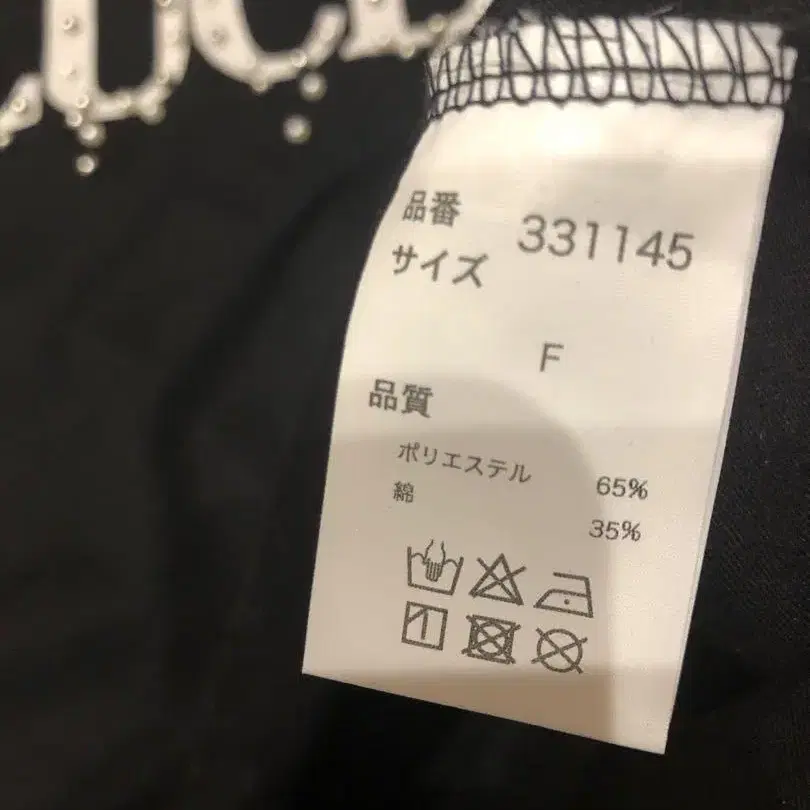 品番 331145
サイズ
F
品質
ポリエステル 65%
綿 35%